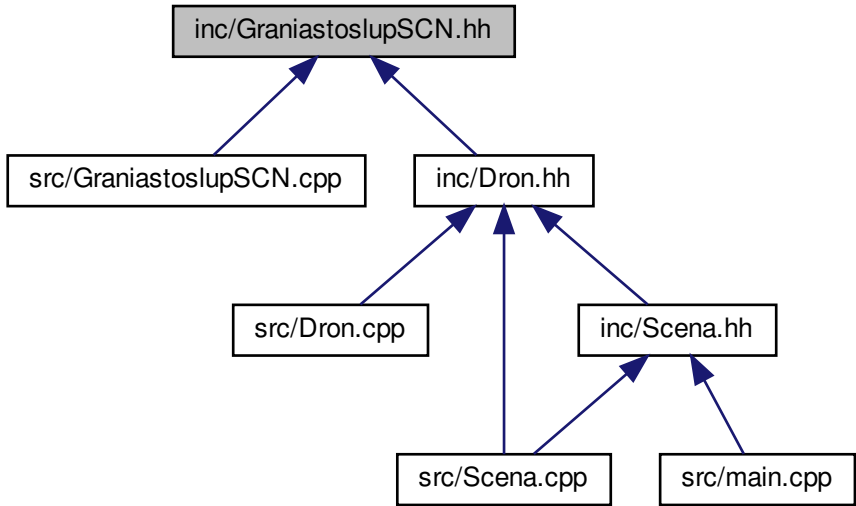 inc/GraniastoslupSCN.hh
src/GraniastoslupSCN.cpp
inc/Dron.hh
src/Dron.cpp
inc/Scena.hh
src/Scena.cpp
src/main.cpp